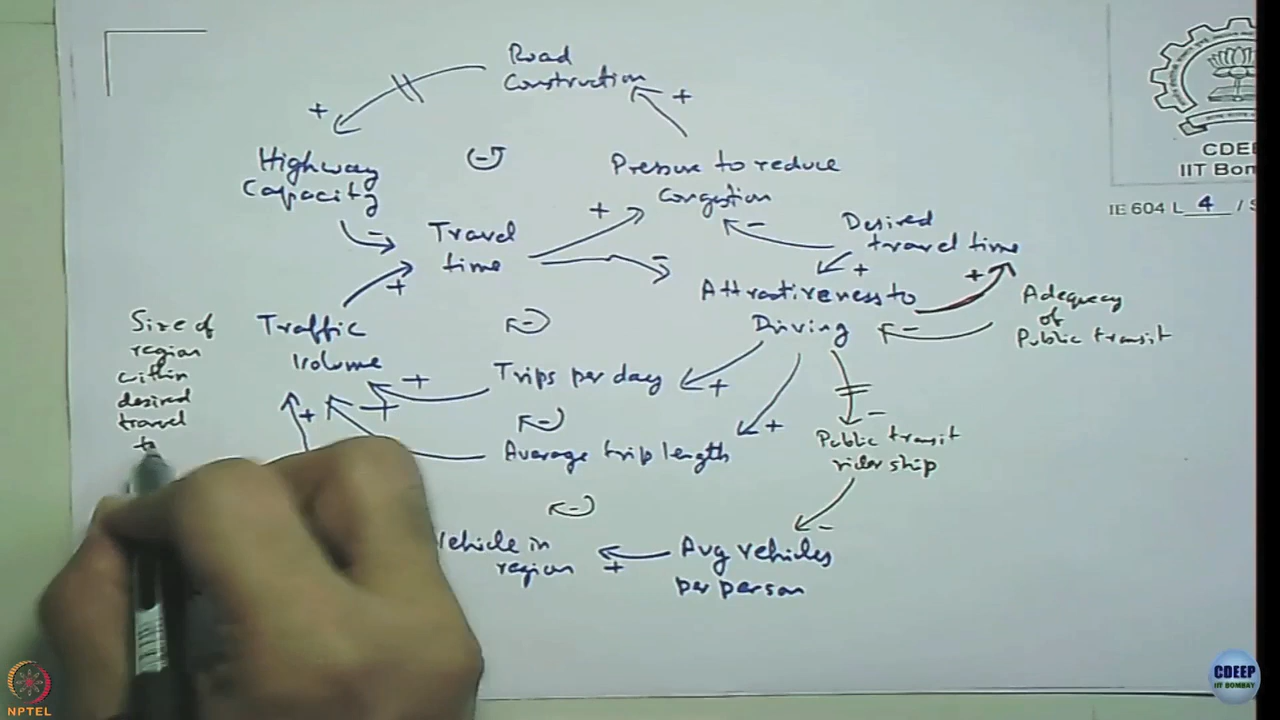 Road
Construction
+
+
Highway
Capacity
-
Pressure to reduce
Congestion
CDEEP
IIT Bom
IE 604 L 4 / S
Travel
time
-
+
-
-
Desired
travel time
+
+
+
Attractiveness to
Driving
-
Adequacy
of
Public transit
Size of
region
within
desired
travel
Traffic
Volume
-
Trips per day
+
+
+
+
-
Average trip length
+
-
Public transit
ridership
-
-
Vehicle in
region
+
Avg vehicles
per person
NPTEL
CDEEP
IIT BOMBAY